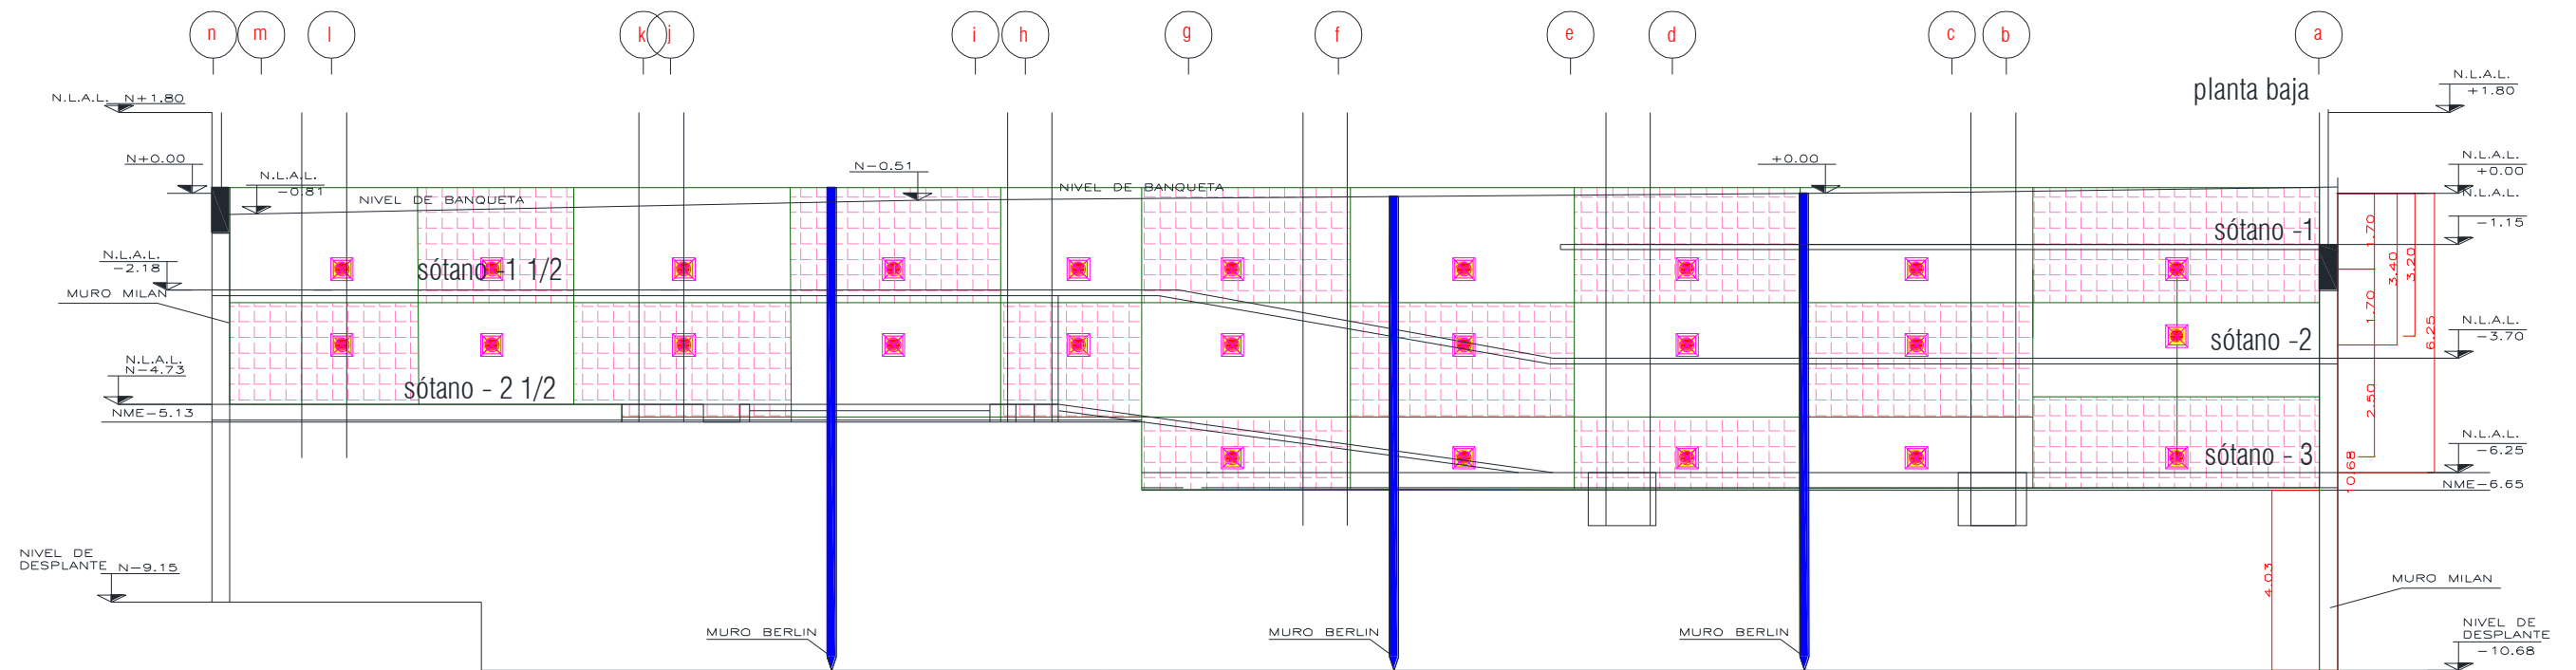 n m l k j i h g f e d c b a
planta baja
N.L.A.L. N+1.80
N.L.A.L.
+1.80
N+0.00
N.L.A.L.
-0.81
NIVEL DE BANQUETA
N-0.51
NIVEL DE BANQUETA
+0.00
N.L.A.L.
+0.00
N.L.A.L.
-1.15
sótano -1
1.70
3.40
3.20
N.L.A.L.
-2.18
sótano -1 1/2
MURO MILAN
1.70
6.25
sótano -2
N.L.A.L.
-3.70
N.L.A.L.
N-4.73
sótano - 2 1/2
NME-5.13
2.50
sótano - 3
N.L.A.L.
-6.25
10.68
NME-6.65
NIVEL DE
DESPLANTE N-9.15
4.03
MURO MILAN
MURO BERLIN
MURO BERLIN
MURO BERLIN
NIVEL DE
DESPLANTE
-10.68